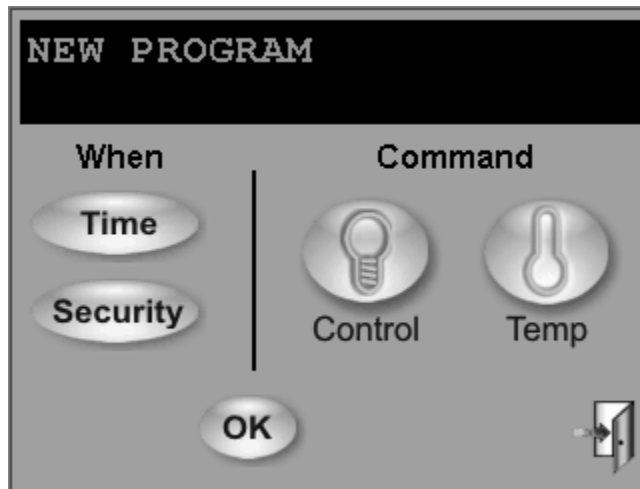 NEW PROGRAM
When
Command
Time
Security
Control
Temp
OK